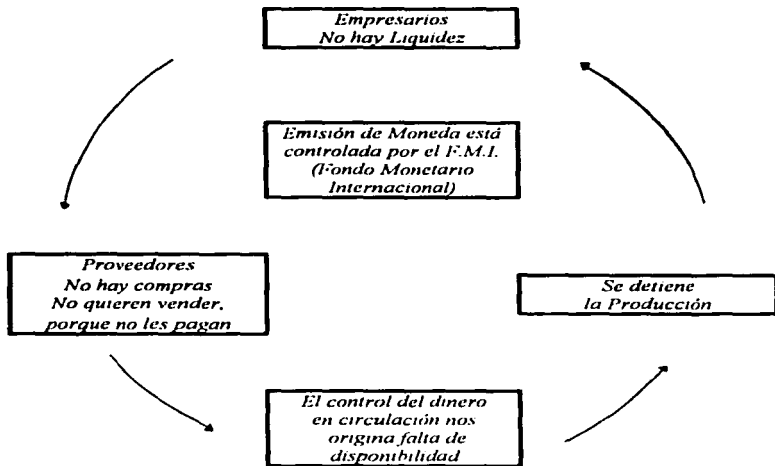 Empresarios
No hay Liquidez
Emisión de Moneda está
controlada por el F.M.I.
(Fondo Monetario
Internacional)
Proveedores
No hay compras
No quieren vender,
porque no les pagan
Se detiene
la Producción
El control del dinero
en circulación nos
origina falta de
disponibilidad